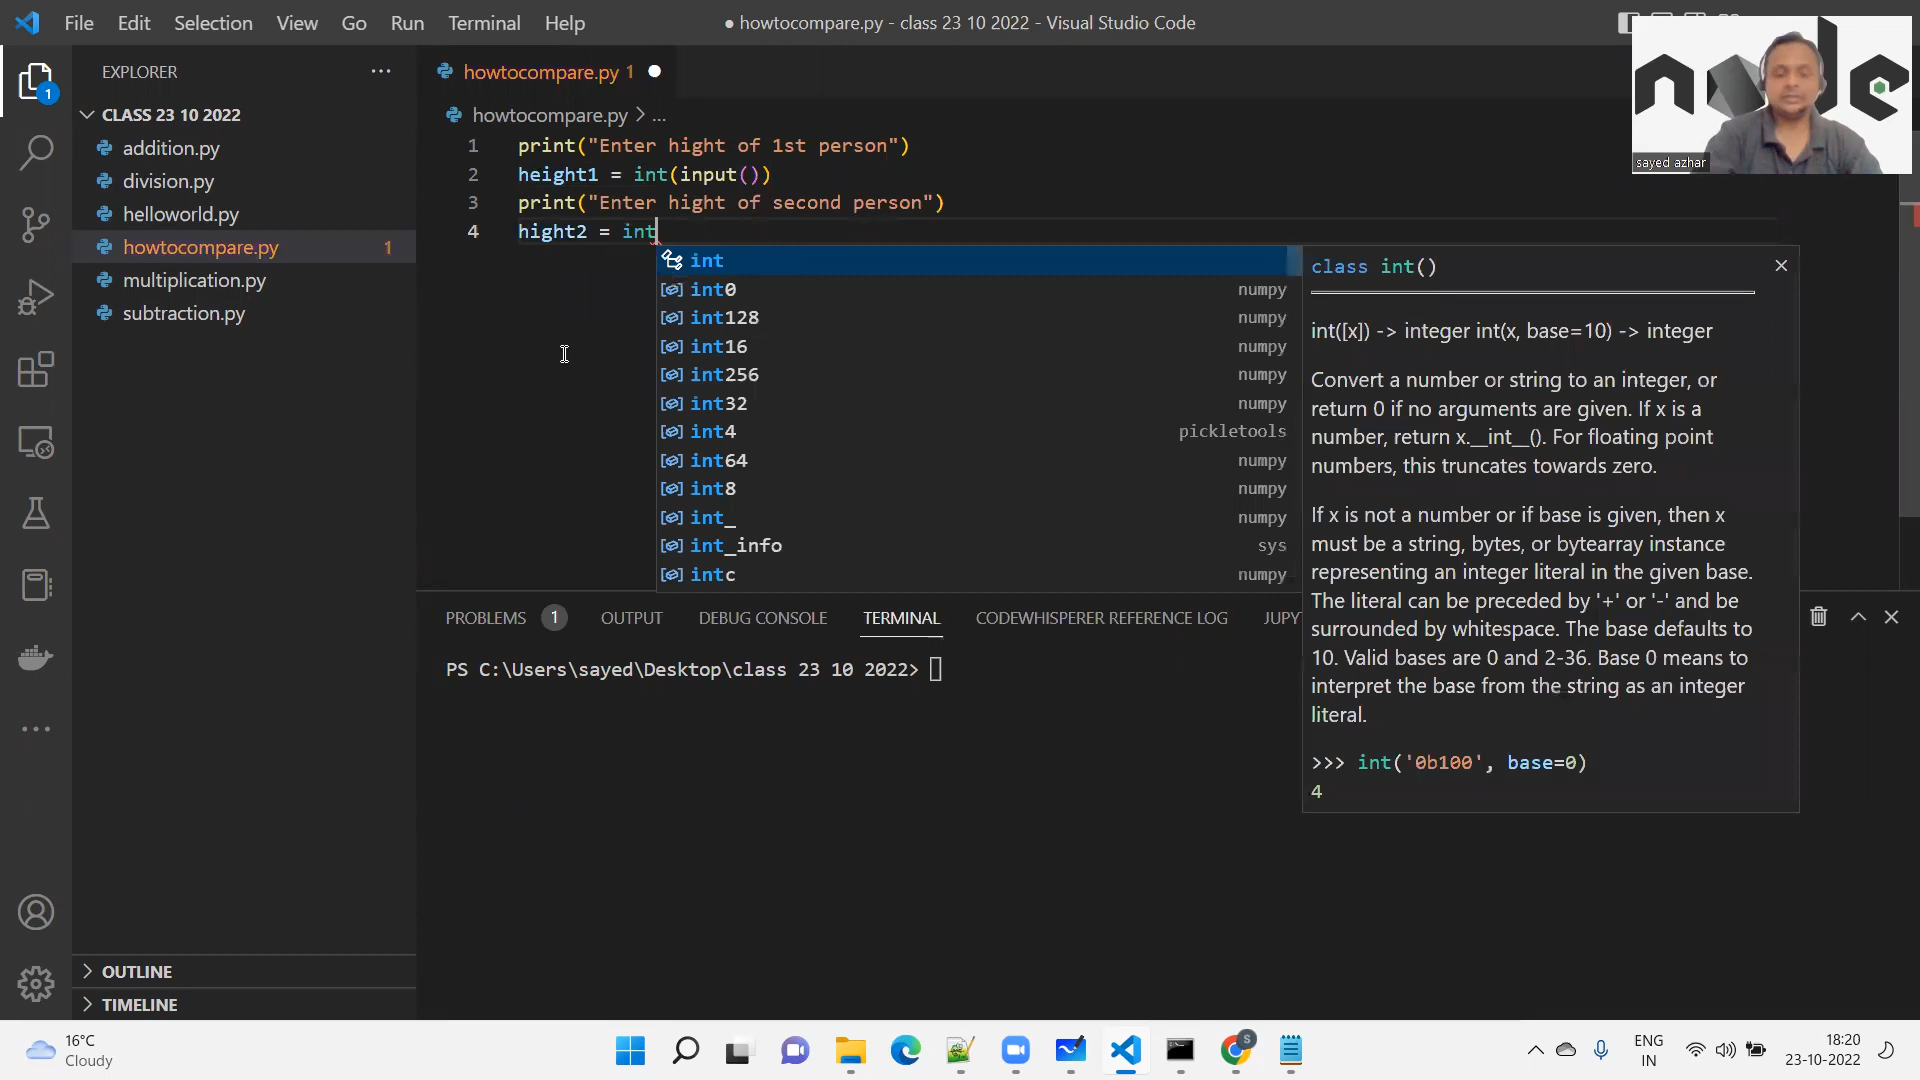 File Edit Selection View Go Run Terminal Help
● howtocompare.py - class 23 10 2022 - Visual Studio Code
sayed azhar
EXPLORER
1
CLASS 23 10 2022
addition.py
division.py
helloworld.py
howtocompare.py 1
multiplication.py
subtraction.py
OUTLINE
TIMELINE
howtocompare.py 1
howtocompare.py > ...
1 print("Enter hight of 1st person")
2 height1 = int(input())
3 print("Enter hight of second person")
4 hight2 = int
int
int0 numpy
int128 numpy
int16 numpy
int256 numpy
int32 numpy
int4 pickletools
int64 numpy
int8 numpy
int_ numpy
int_info sys
intc numpy
class int()
int([x]) -> integer int(x, base=10) -> integer
Convert a number or string to an integer, or
return 0 if no arguments are given. If x is a
number, return x.__int__(). For floating point
numbers, this truncates towards zero.
If x is not a number or if base is given, then x
must be a string, bytes, or bytearray instance
representing an integer literal in the given base.
The literal can be preceded by '+' or '-' and be
surrounded by whitespace. The base defaults to
10. Valid bases are 0 and 2-36. Base 0 means to
interpret the base from the string as an integer
literal.
>>> int('0b100', base=0)
4
PROBLEMS 1 OUTPUT DEBUG CONSOLE TERMINAL CODEWHISPERER REFERENCE LOG JUPY
PS C:\Users\sayed\Desktop\class 23 10 2022>
16°C
Cloudy
S
ENG
IN
18:20
23-10-2022